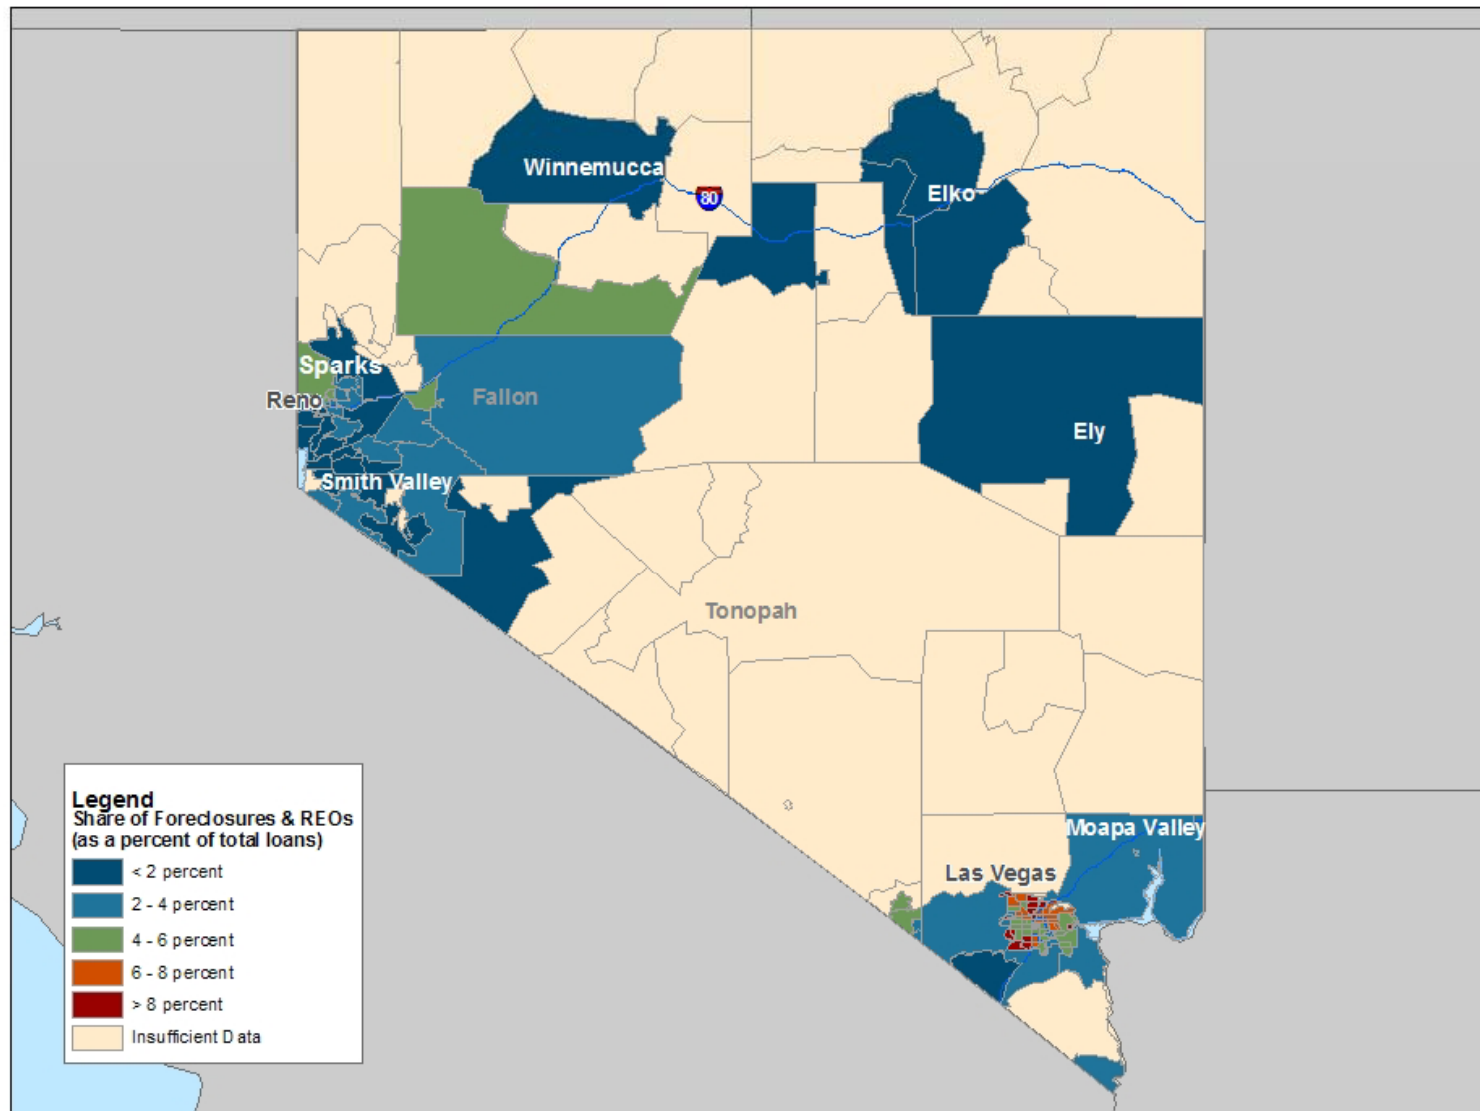 Winnemucca
80
Elko
Sparks
Reno
Fallon
Ely
Smith Valley
Tonopah
Moapa Valley
Las Vegas
Legend
Share of Foreclosures & REOs
(as a percent of total loans)
< 2 percent
2 - 4 percent
4 - 6 percent
6 - 8 percent
> 8 percent
Insufficient Data